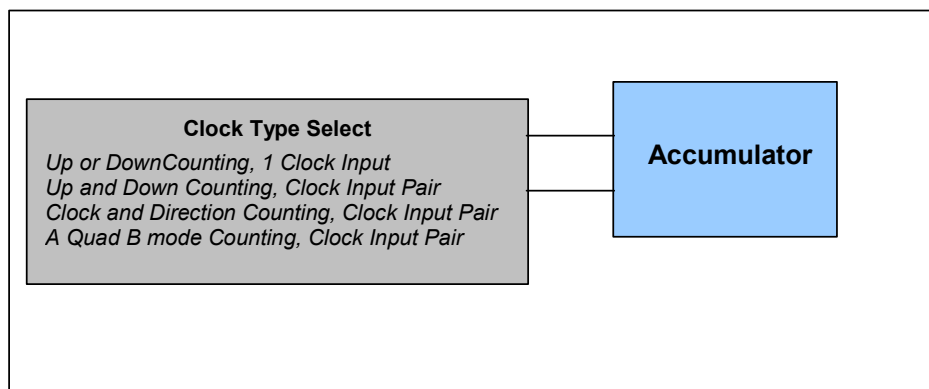 Clock Type Select
Up or DownCounting, 1 Clock Input
Up and Down Counting, Clock Input Pair
Clock and Direction Counting, Clock Input Pair
A Quad B mode Counting, Clock Input Pair
Accumulator